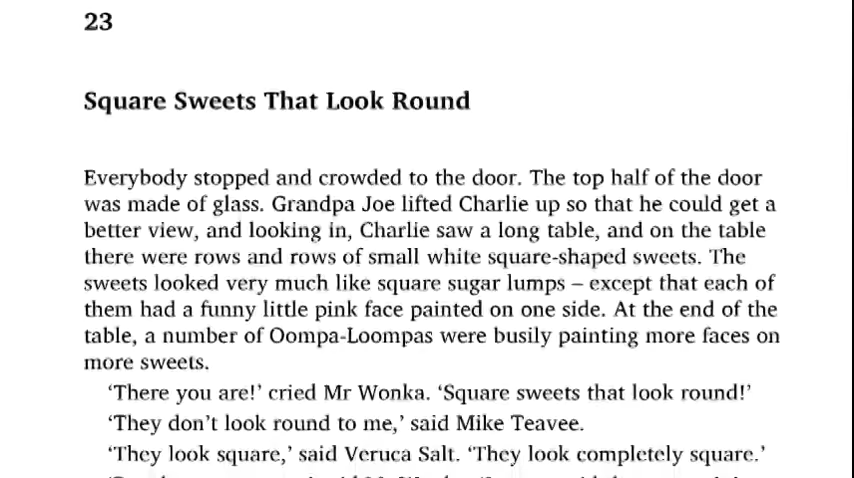 23
Square Sweets That Look Round
Everybody stopped and crowded to the door. The top half of the door
was made of glass. Grandpa Joe lifted Charlie up so that he could get a
better view, and looking in, Charlie saw a long table, and on the table
there were rows and rows of small white square-shaped sweets. The
sweets looked very much like square sugar lumps – except that each of
them had a funny little pink face painted on one side. At the end of the
table, a number of Oompa-Loompas were busily painting more faces on
more sweets.
‘There you are!’ cried Mr Wonka. ‘Square sweets that look round!’
‘They don’t look round to me,’ said Mike Teavee.
‘They look square,’ said Veruca Salt. ‘They look completely square.’